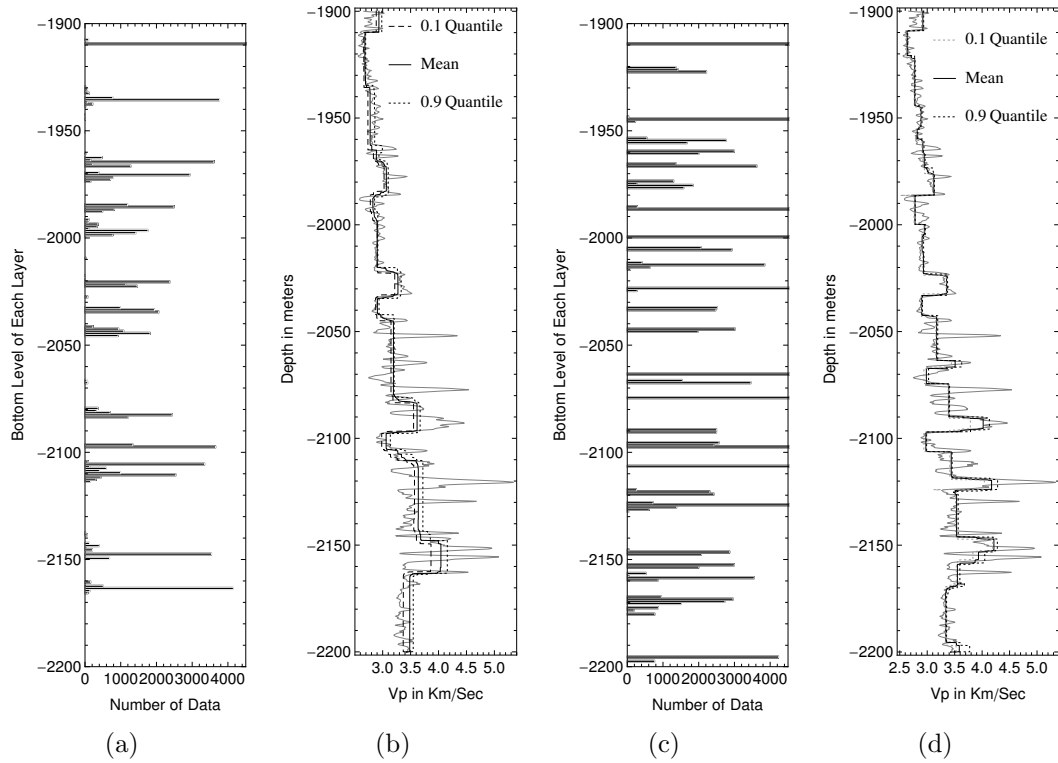 −1900
−1950
−2000
−2050
−2100
−2150
−2200
Bottom Level of Each Layer
0 1000 2000 3000 4000
Number of Data
(a)
−1900
−1950
−2000
−2050
−2100
−2150
−2200
Depth in meters
0.1 Quantile
Mean
0.9 Quantile
3.0 3.5 4.0 4.5 5.0
Vp in Km/Sec
(b)
−1900
−1950
−2000
−2050
−2100
−2150
−2200
Bottom Level of Each Layer
0 1000 2000 3000 4000
Number of Data
(c)
−1900
−1950
−2000
−2050
−2100
−2150
−2200
Depth in meters
0.1 Quantile
Mean
0.9 Quantile
2.5 3.0 3.5 4.0 4.5 5.0
Vp in Km/Sec
(d)